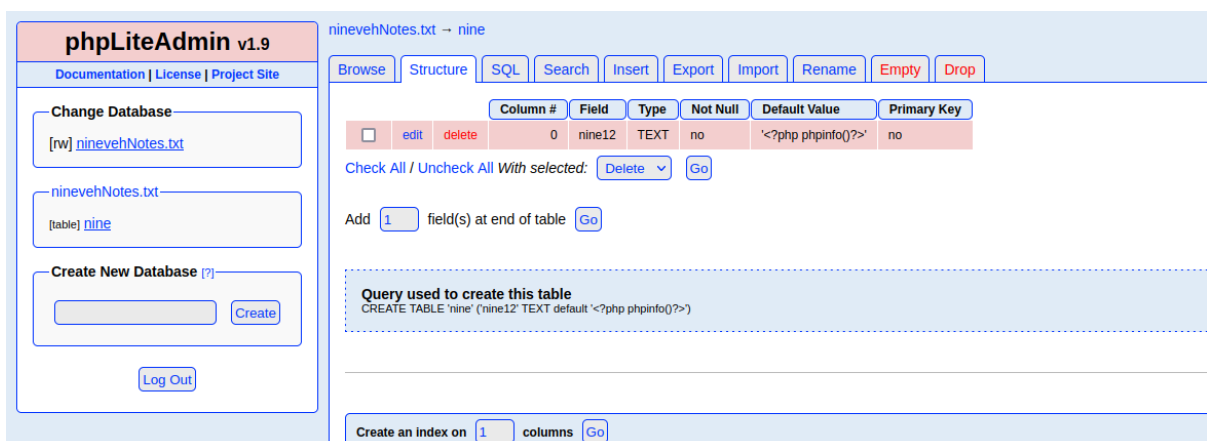 phpLiteAdmin v1.9
Documentation | License | Project Site
Change Database
[rw] ninevehNotes.txt
ninevehNotes.txt
[table] nine
Create New Database [?]
Create
Log Out
ninevehNotes.txt → nine
Browse Structure SQL Search Insert Export Import Rename Empty Drop
Column # Field Type Not Null Default Value Primary Key
edit delete 0 nine12 TEXT no '<?php phpinfo()?>' no
Check All / Uncheck All With selected: Delete Go
Add 1 field(s) at end of table Go
Query used to create this table
CREATE TABLE 'nine' ('nine12' TEXT default '<?php phpinfo()?>')
Create an index on 1 columns Go